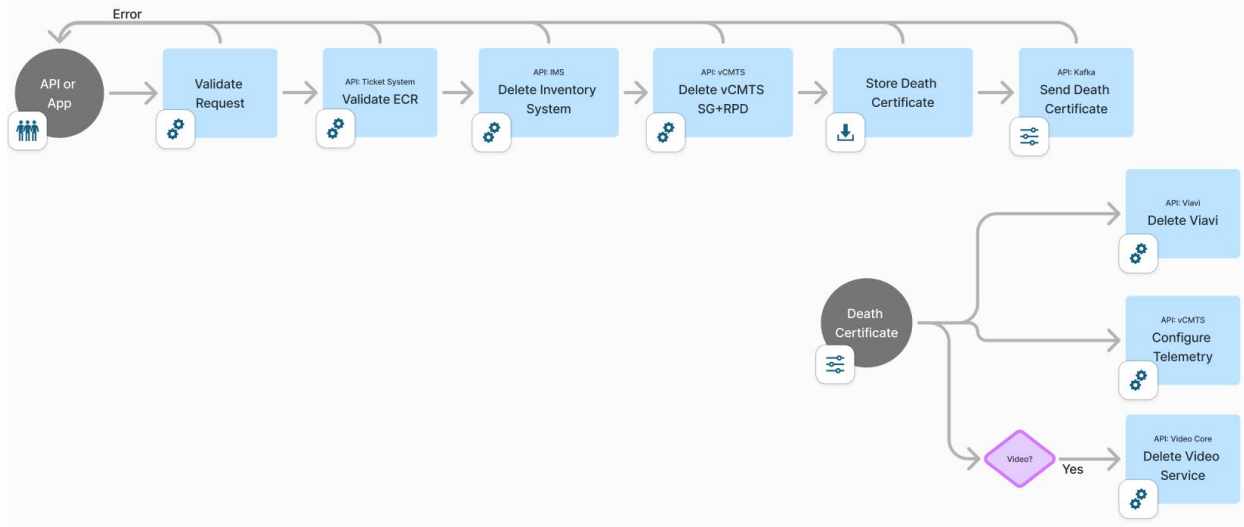 Error
API or
App
Validate
Request
API: Ticket System
Validate ECR
API: IMS
Delete Inventory
System
API: vCMTS
Delete vCMTS
SG+RPD
Store Death
Certificate
API: Kafka
Send Death
Certificate
API: Viavi
Delete Viavi
Death
Certificate
API: vCMTS
Configure
Telemetry
Video?
Yes
API: Video Core
Delete Video
Service